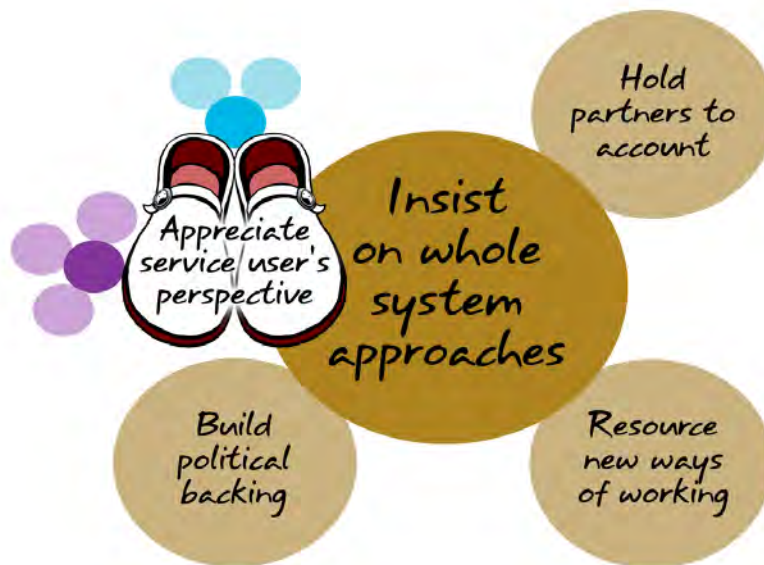 Hold
partners to
account
Insist
on whole
system
approaches
Appreciate
service user's
perspective
Build
political
backing
Resource
new ways
of working